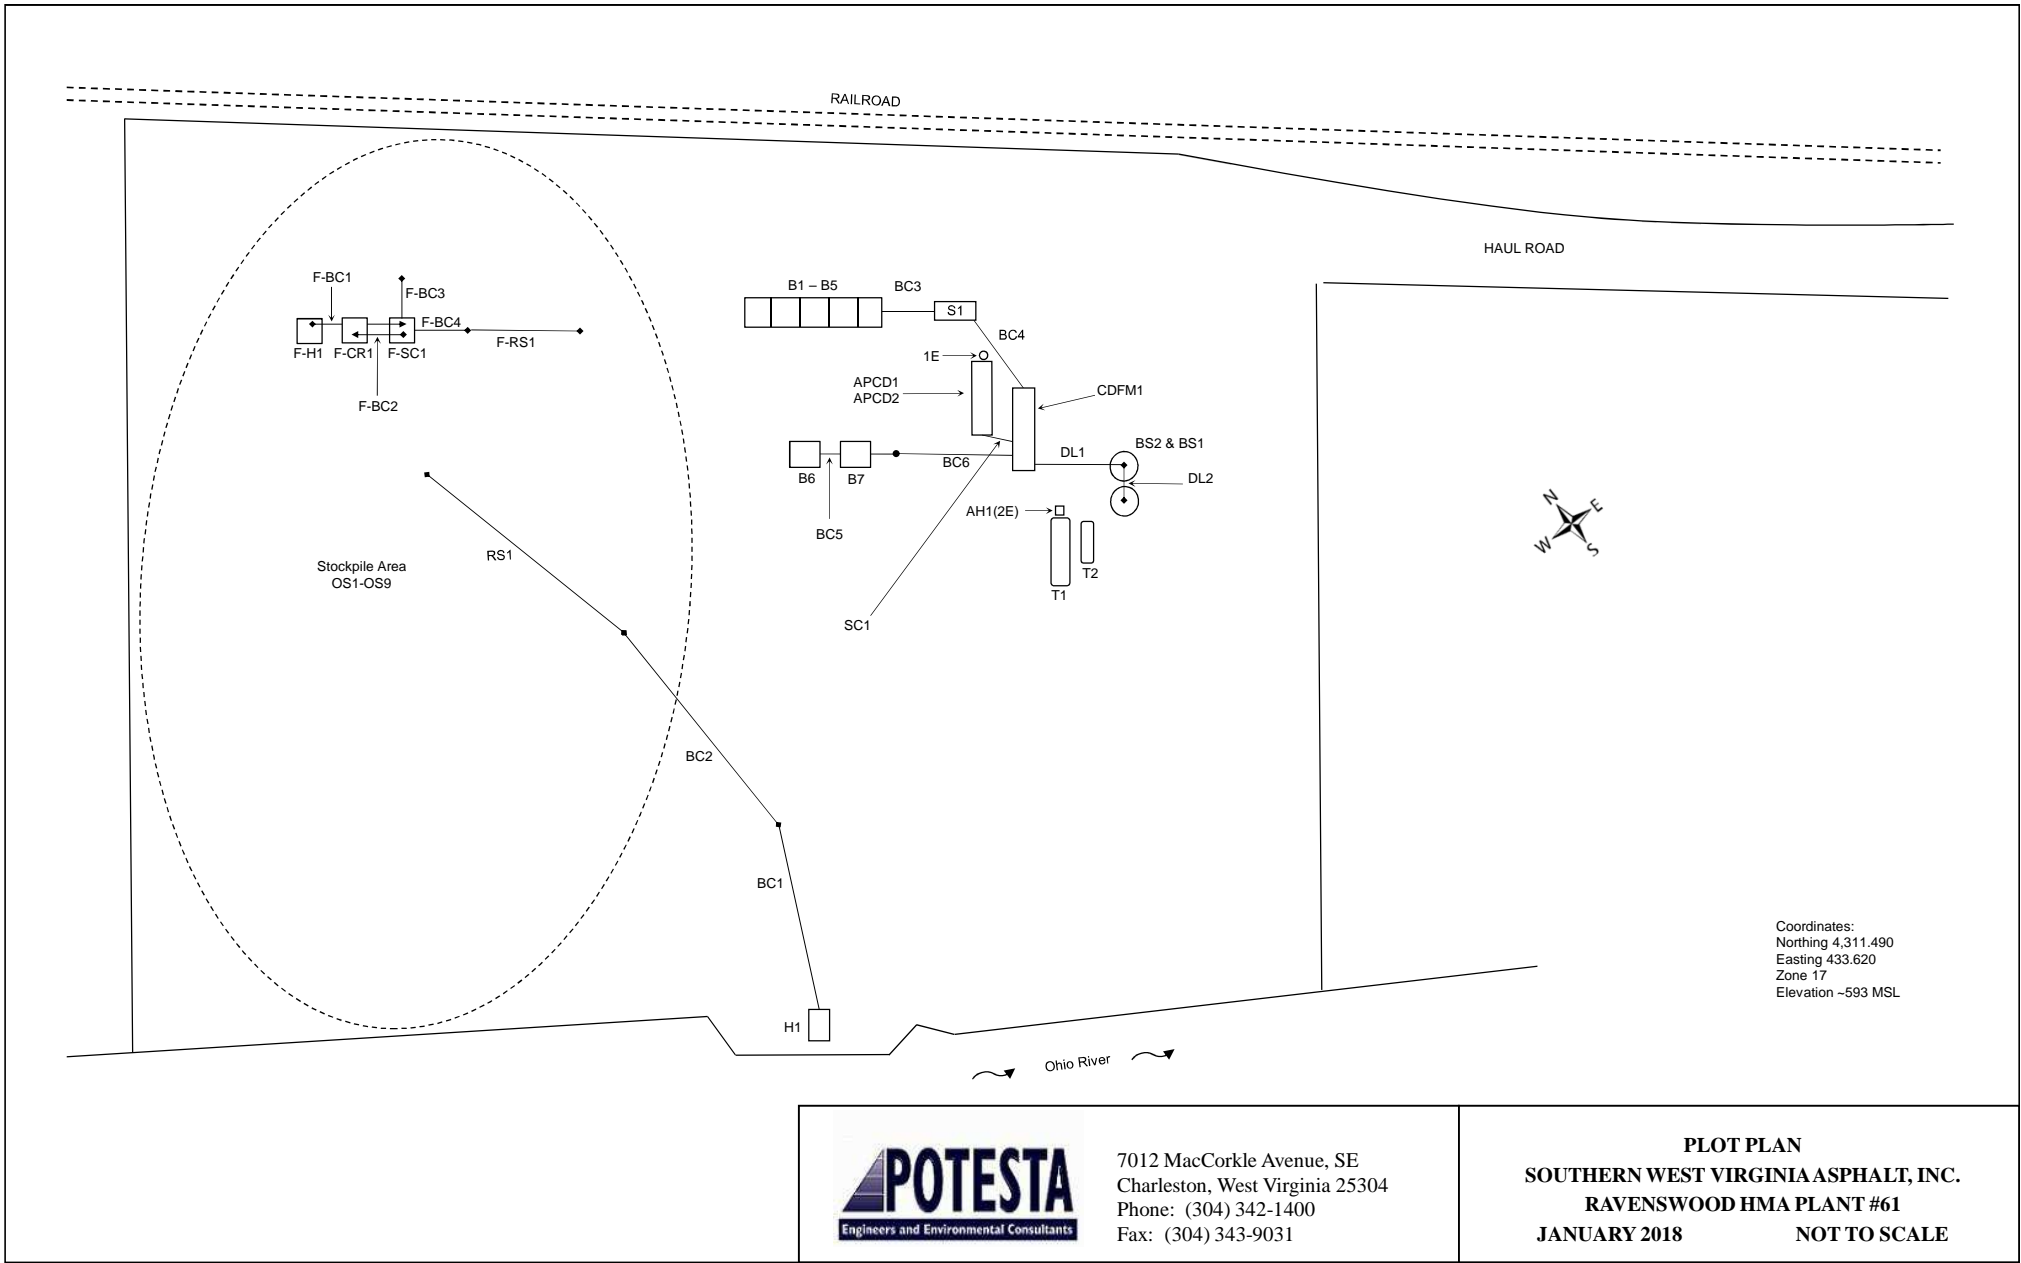 RAILROAD
HAUL ROAD
F-BC1
F-BC3
F-BC4
F-RS1
F-H1
F-CR1
F-SC1
F-BC2
B1 – B5
BC3
S1
BC4
1E
APCD1
APCD2
CDFM1
BS2 & BS1
DL1
DL2
BC6
B6
B7
BC5
AH1(2E)
T2
T1
SC1
N
E
W
S
RS1
Stockpile Area
OS1-OS9
BC2
BC1
H1
Ohio River
Coordinates:
Northing 4,311.490
Easting 433.620
Zone 17
Elevation ~593 MSL
POTESTA
Engineers and Environmental Consultants
7012 MacCorkle Avenue, SE
Charleston, West Virginia 25304
Phone: (304) 342-1400
Fax: (304) 343-9031
PLOT PLAN
SOUTHERN WEST VIRGINIA ASPHALT, INC.
RAVENSWOOD HMA PLANT #61
JANUARY 2018 NOT TO SCALE